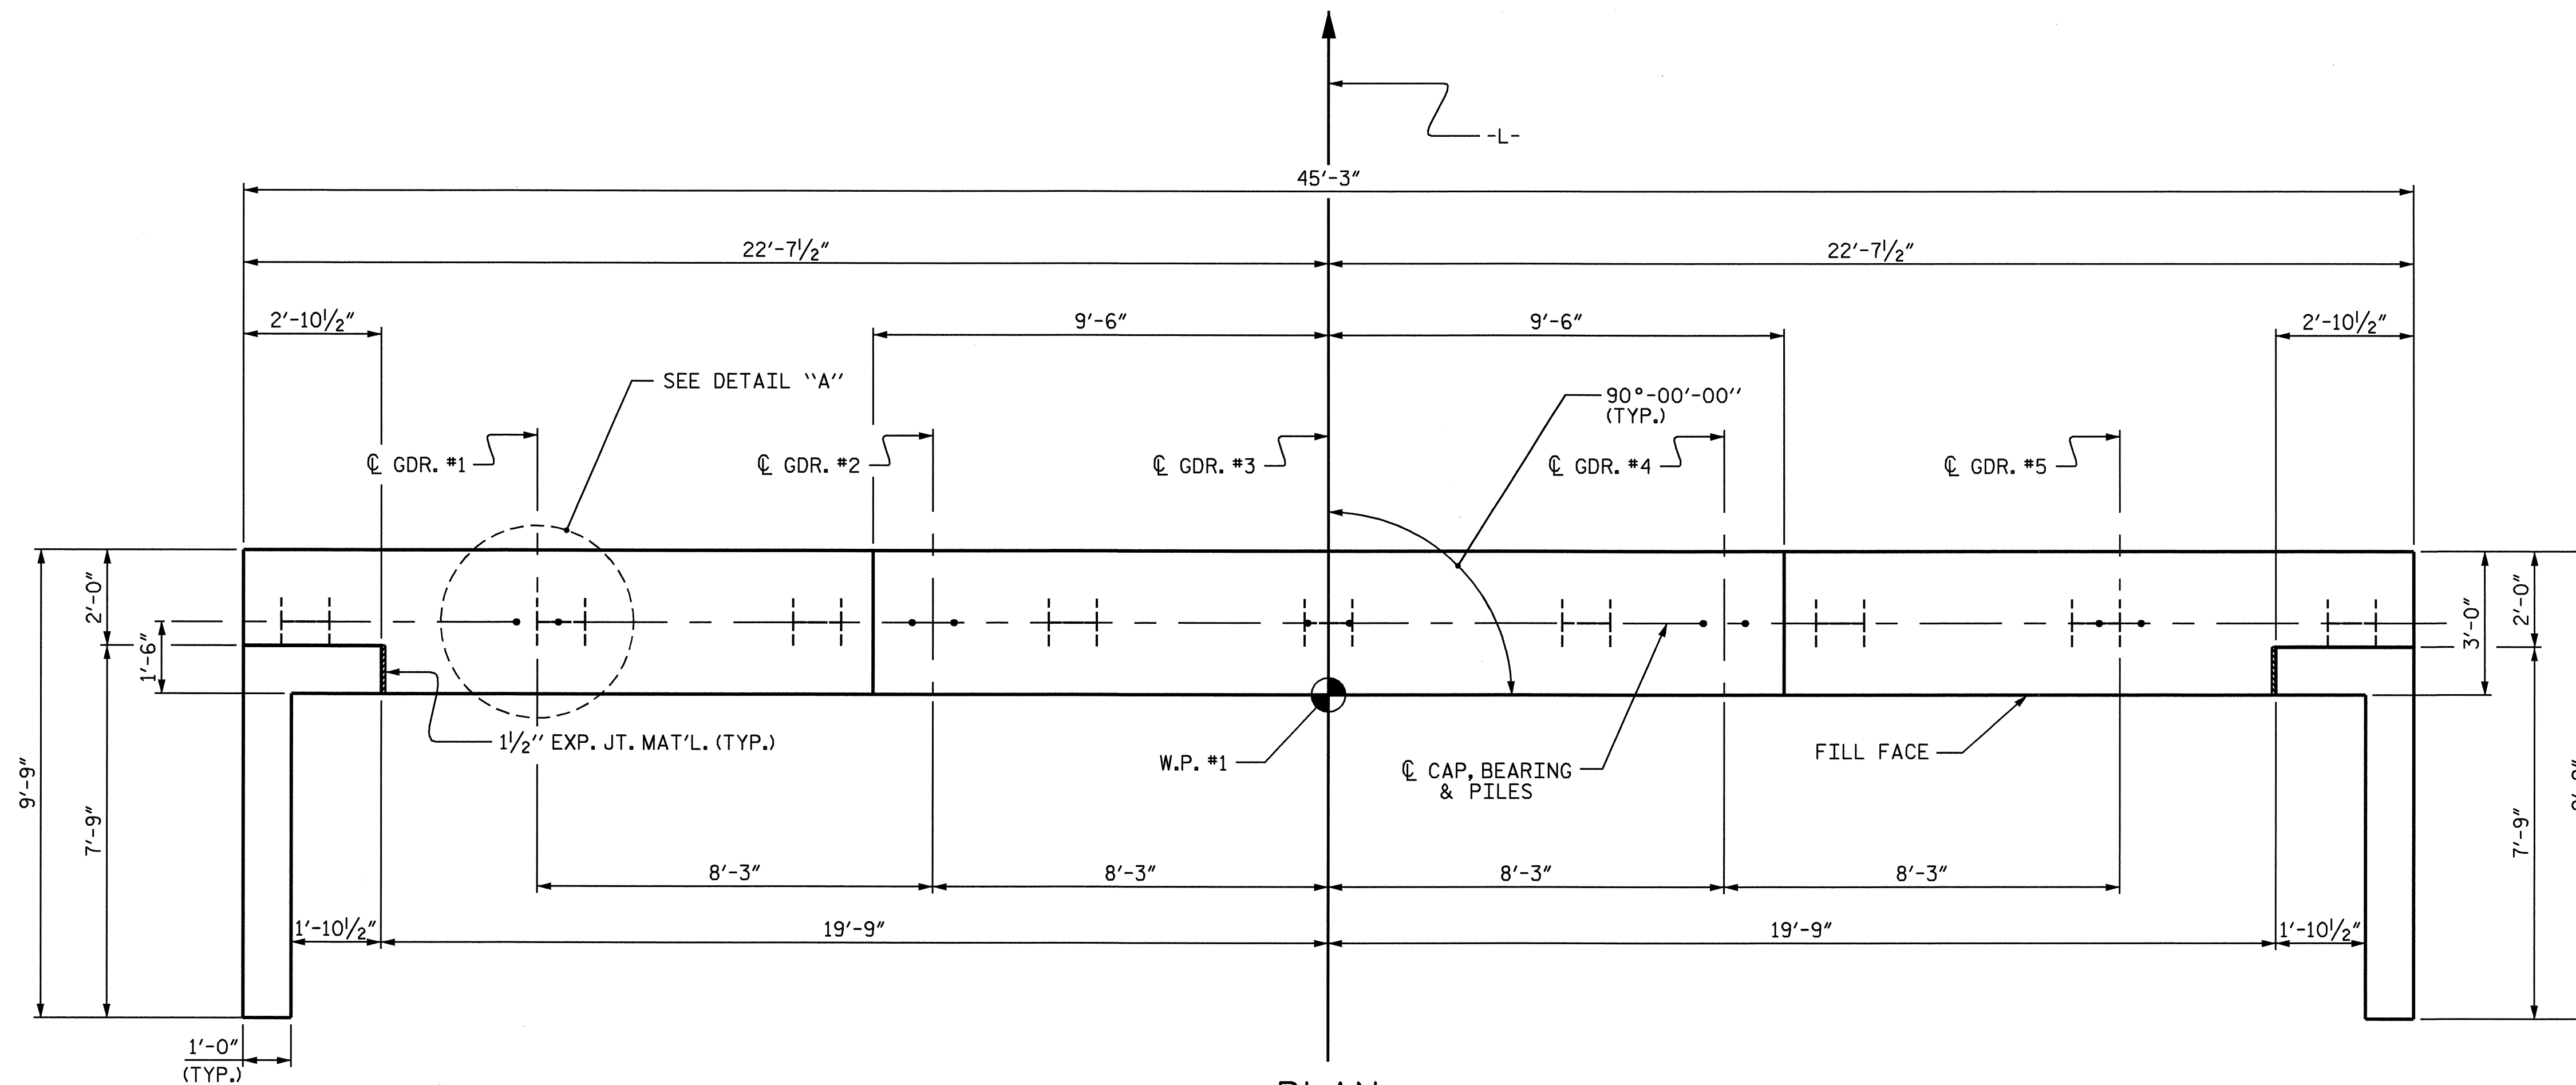 -L-
45'-3"
22'-7½"
22'-7½"
2'-10½"
9'-6"
9'-6"
2'-10½"
SEE DETAIL "A"
90°-00'-00"
(TYP.)
℄ GDR. #1
℄ GDR. #2
℄ GDR. #3
℄ GDR. #4
℄ GDR. #5
2'-0"
1'-6"
9'-9"
7'-9"
3'-0"
2'-0"
7'-9"
1½" EXP. JT. MAT'L. (TYP.)
W.P. #1
℄ CAP, BEARING
& PILES
FILL FACE
8'-3"
8'-3"
8'-3"
8'-3"
1'-10½"
19'-9"
19'-9"
1'-10½"
1'-0"
(TYP.)
PLAN